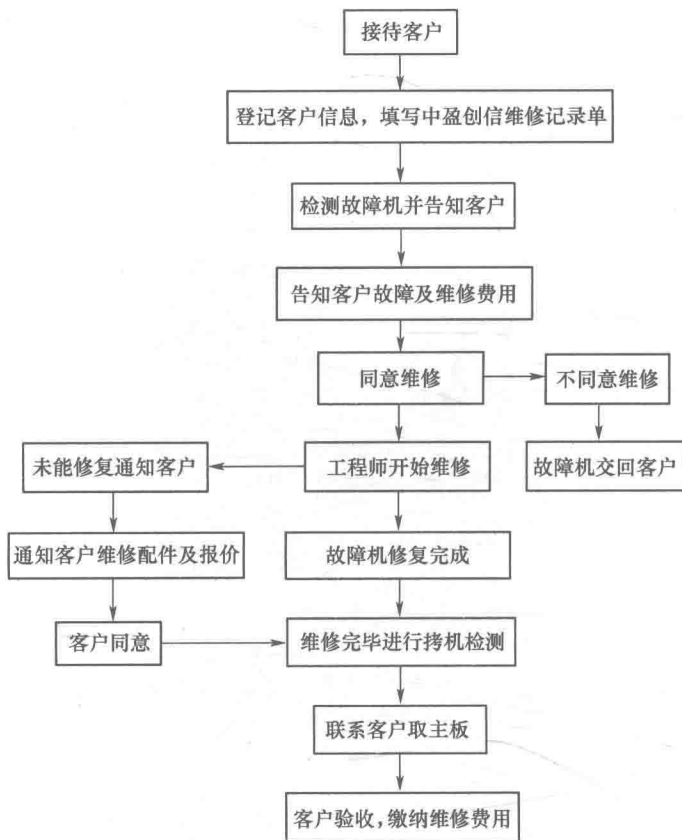 接待客户
登记客户信息，填写中盈创信维修记录单
检测故障机并告知客户
告知客户故障及维修费用
同意维修
不同意维修
未能修复通知客户
工程师开始维修
故障机交回客户
通知客户维修配件及报价
故障机修复完成
客户同意
维修完毕进行拷机检测
联系客户取主板
客户验收，缴纳维修费用